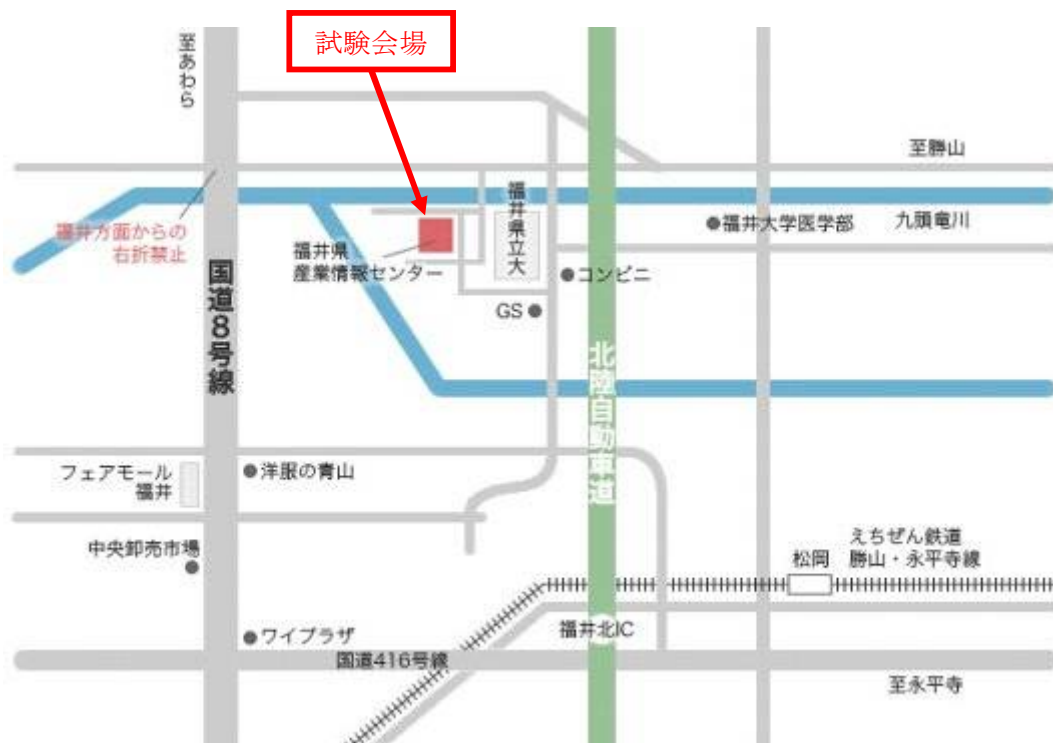 試験会場
至あわら
至勝山
福井方面からの
右折禁止
福井県
産業情報センター
福井県立大
福井大学医学部
九頭竜川
コンビニ
GS
国道8号線
北陸自動車道
フェアモール
福井
洋服の青山
中央卸売市場
えちぜん鉄道
勝山・永平寺線
松岡
ワイプラザ
福井北IC
国道416号線
至永平寺